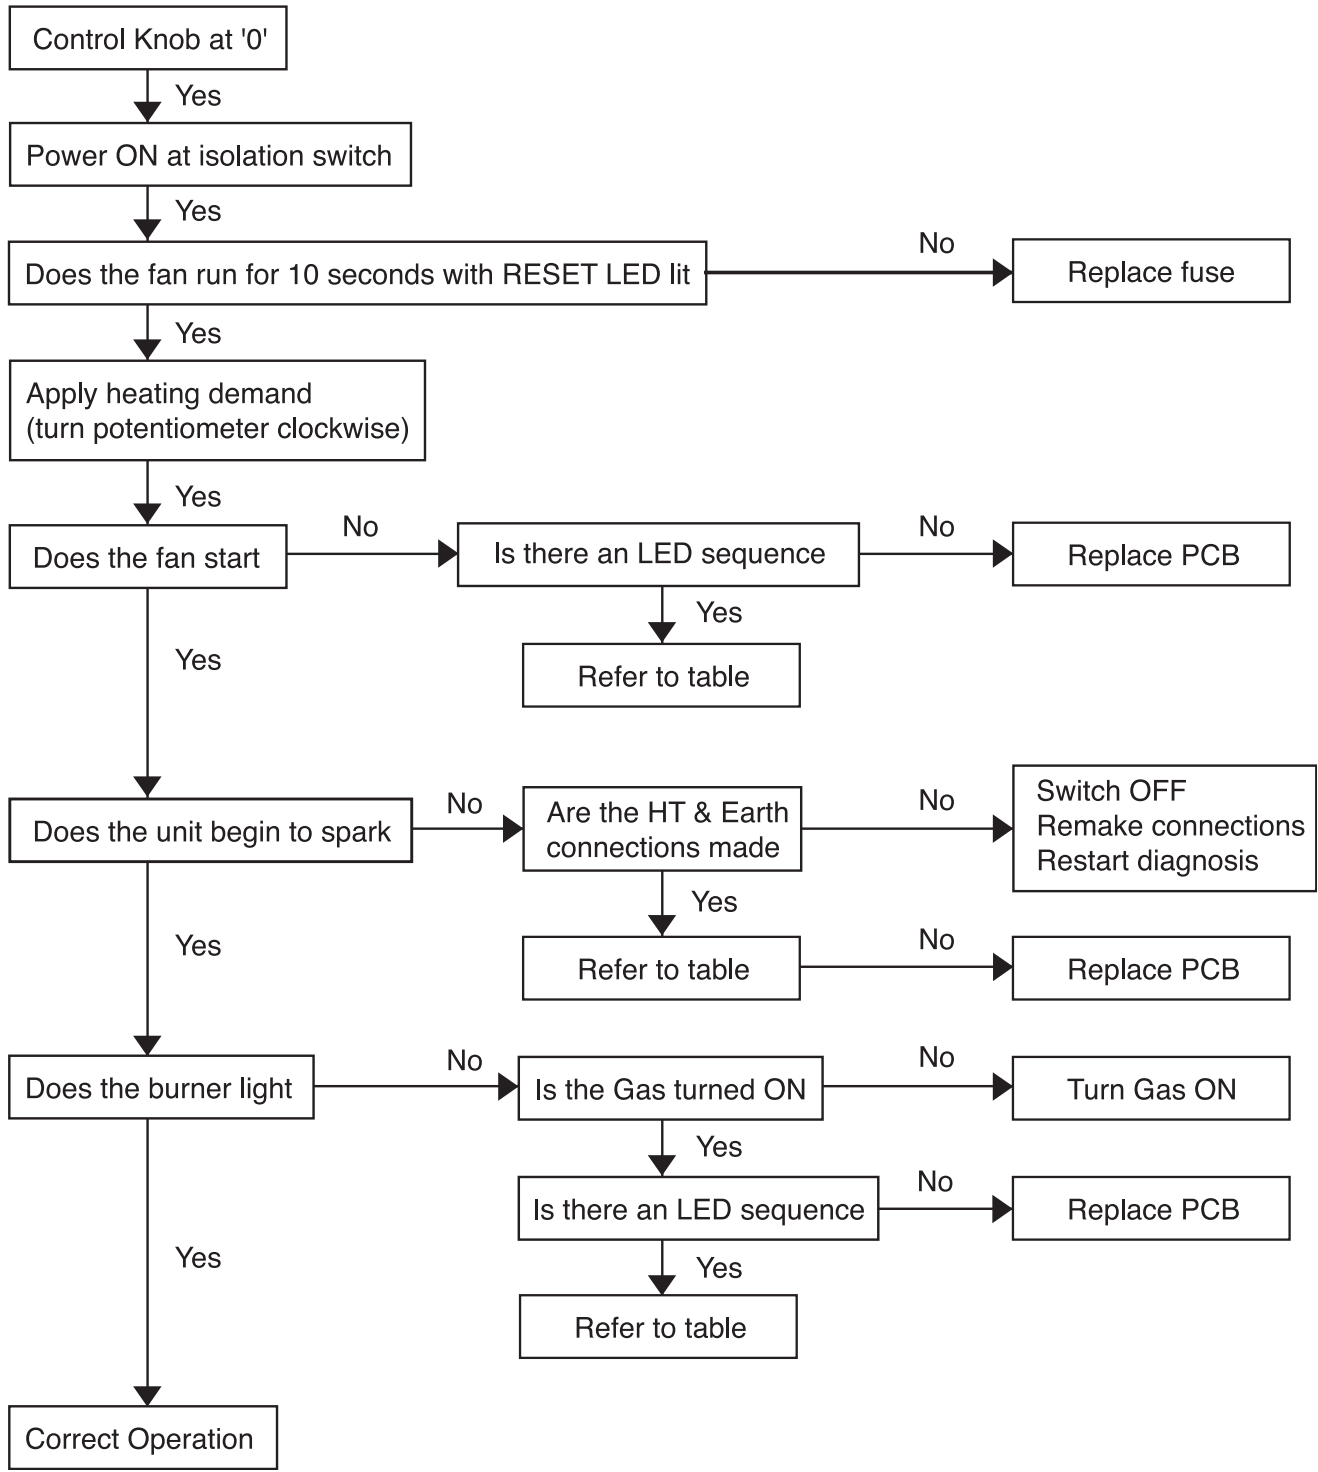 Control Knob at '0'
Yes
Power ON at isolation switch
Yes
Does the fan run for 10 seconds with RESET LED lit
No
Replace fuse
Yes
Apply heating demand
(turn potentiometer clockwise)
Yes
Does the fan start
No
Is there an LED sequence
No
Replace PCB
Yes
Refer to table
Yes
Does the unit begin to spark
No
Are the HT & Earth
connections made
No
Switch OFF
Remake connections
Restart diagnosis
Yes
Refer to table
No
Replace PCB
Yes
Does the burner light
No
Is the Gas turned ON
No
Turn Gas ON
Yes
Is there an LED sequence
No
Replace PCB
Yes
Refer to table
Yes
Correct Operation